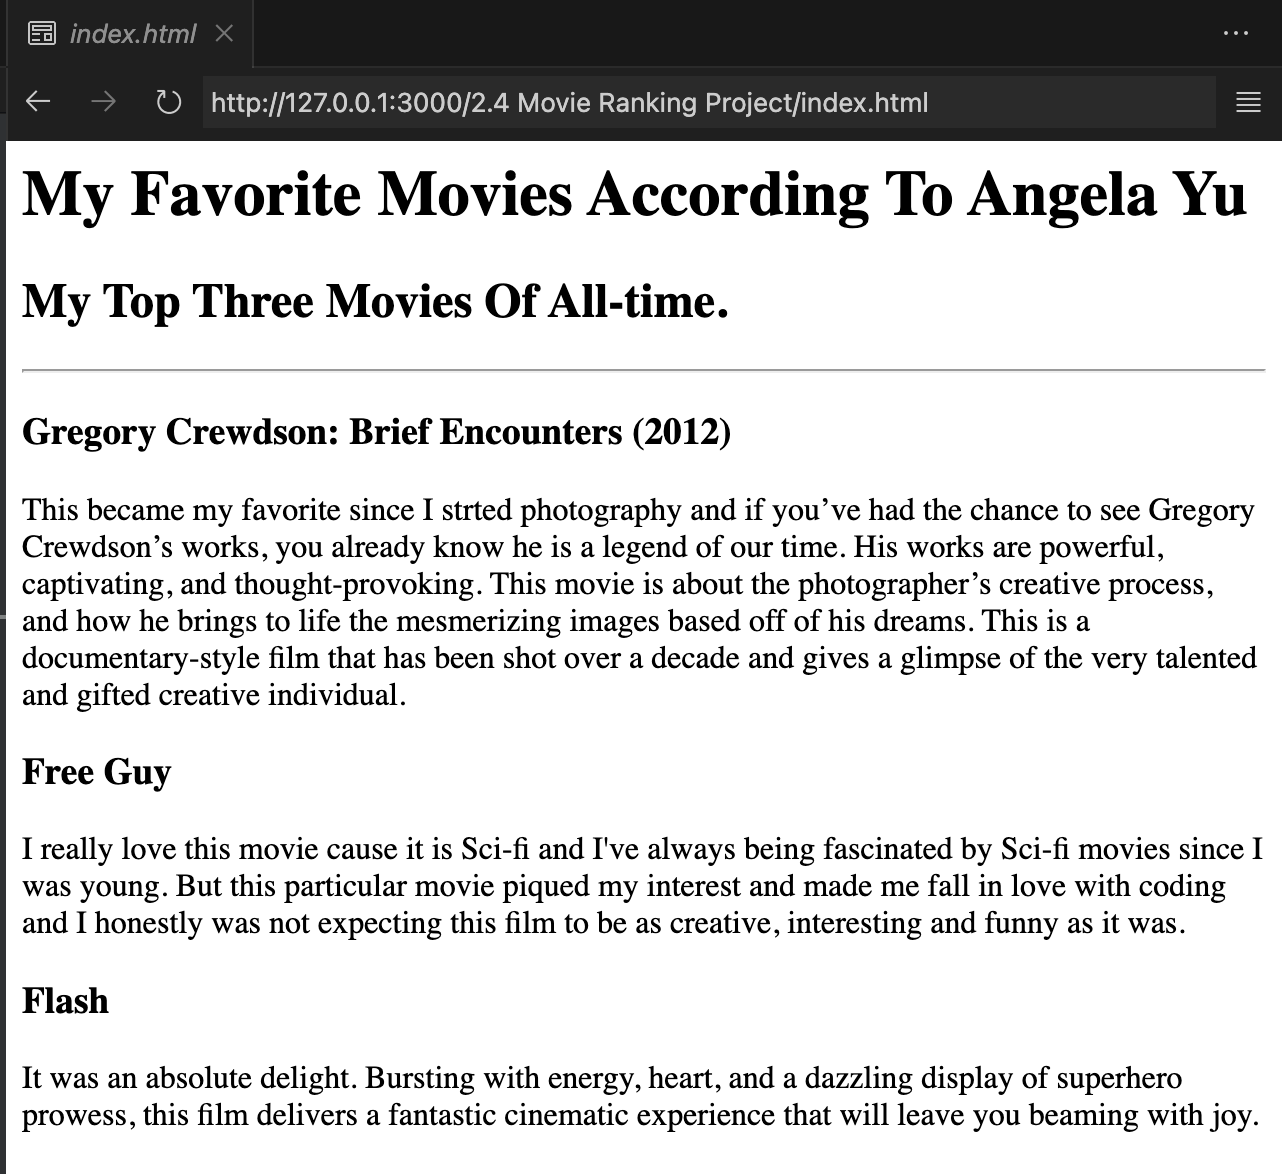 index.html
http://127.0.0.1:3000/2.4 Movie Ranking Project/index.html
My Favorite Movies According To Angela Yu
My Top Three Movies Of All-time.
Gregory Crewdson: Brief Encounters (2012)
This became my favorite since I strted photography and if you’ve had the chance to see Gregory
Crewdson’s works, you already know he is a legend of our time. His works are powerful,
captivating, and thought-provoking. This movie is about the photographer’s creative process,
and how he brings to life the mesmerizing images based off of his dreams. This is a
documentary-style film that has been shot over a decade and gives a glimpse of the very talented
and gifted creative individual.
Free Guy
I really love this movie cause it is Sci-fi and I've always being fascinated by Sci-fi movies since I
was young. But this particular movie piqued my interest and made me fall in love with coding
and I honestly was not expecting this film to be as creative, interesting and funny as it was.
Flash
It was an absolute delight. Bursting with energy, heart, and a dazzling display of superhero
prowess, this film delivers a fantastic cinematic experience that will leave you beaming with joy.